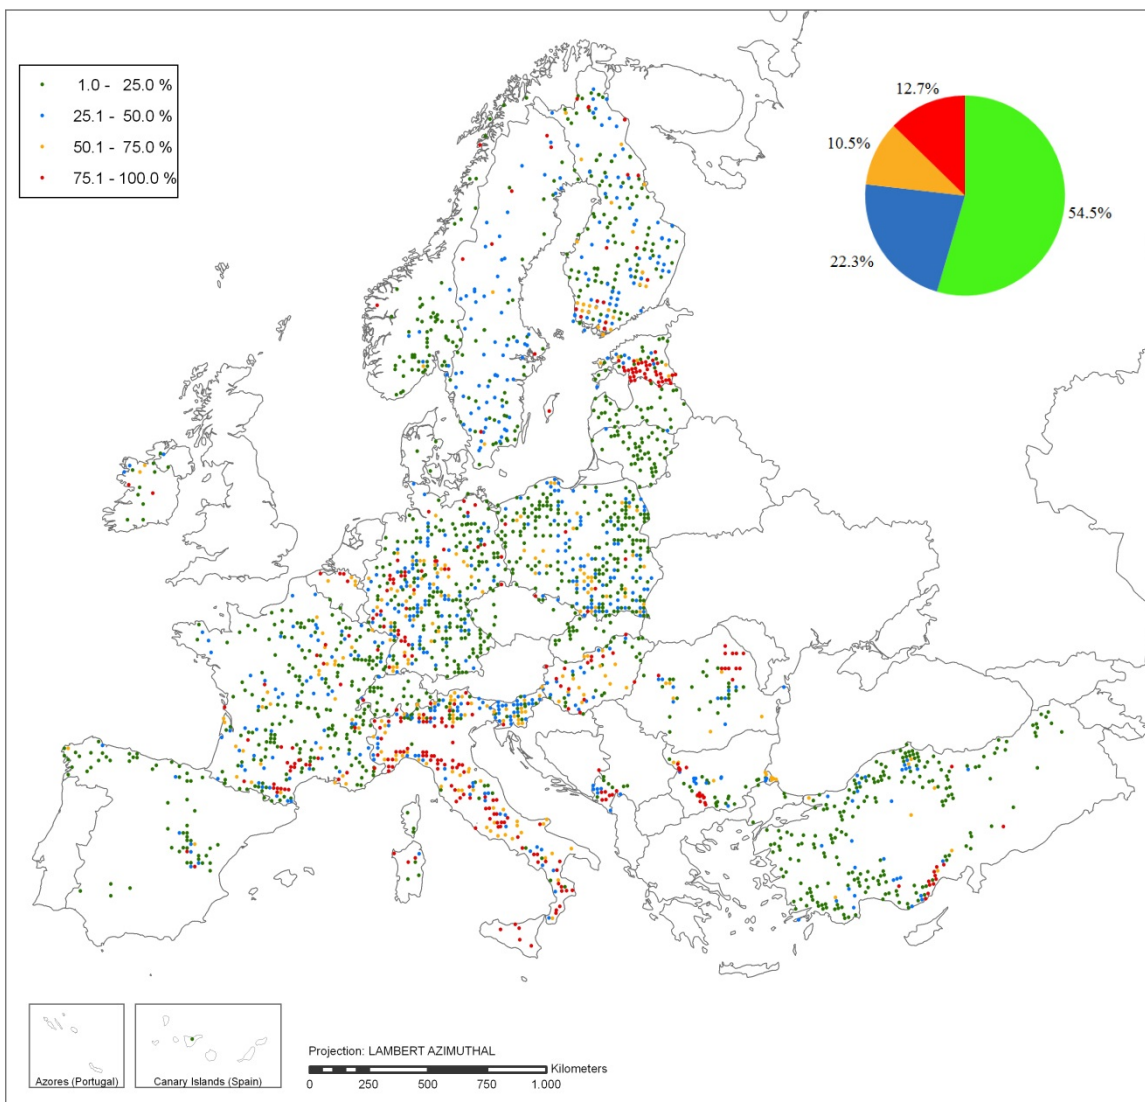 1.0 - 25.0 %
25.1 - 50.0 %
50.1 - 75.0 %
75.1 - 100.0 %
12.7%
10.5%
54.5%
22.3%
Projection: LAMBERT AZIMUTHAL
Kilometers
0 250 500 750 1.000
Azores (Portugal)
Canary Islands (Spain)